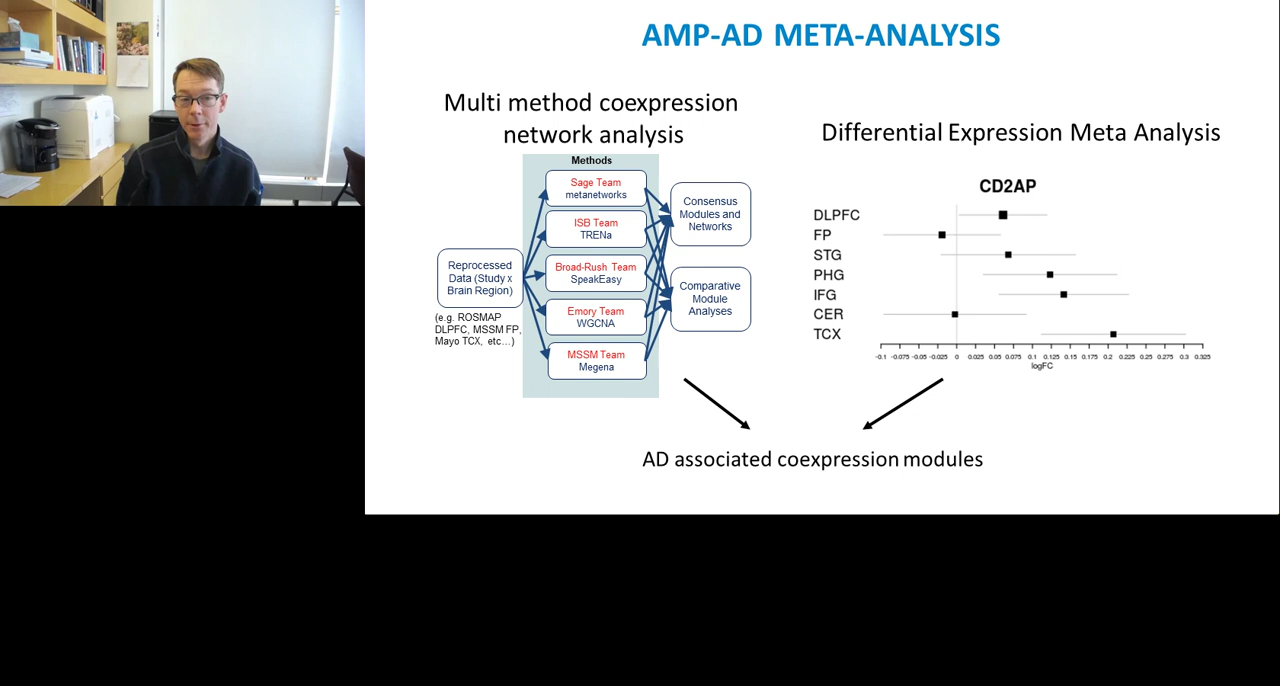 AMP-AD META-ANALYSIS
Multi method coexpression
network analysis
Methods
Sage Team
metanetworks
ISB Team
TRENa
Broad-Rush Team
SpeakEasy
Emory Team
WGCNA
MSSM Team
Megena
Reprocessed
Data (Study x
Brain Region)
(e.g. ROSMAP
DLPFC, MSSM FP,
Mayo TCX, etc...)
Consensus
Modules and
Networks
Comparative
Module
Analyses
Differential Expression Meta Analysis
CD2AP
DLPFC
FP
STG
PHG
IFG
CER
TCX
-0.1 -0.075 -0.05 -0.025 0 0.025 0.05 0.075 0.1 0.125 0.15 0.175 0.2 0.225 0.25 0.275 0.3 0.325
logFC
AD associated coexpression modules